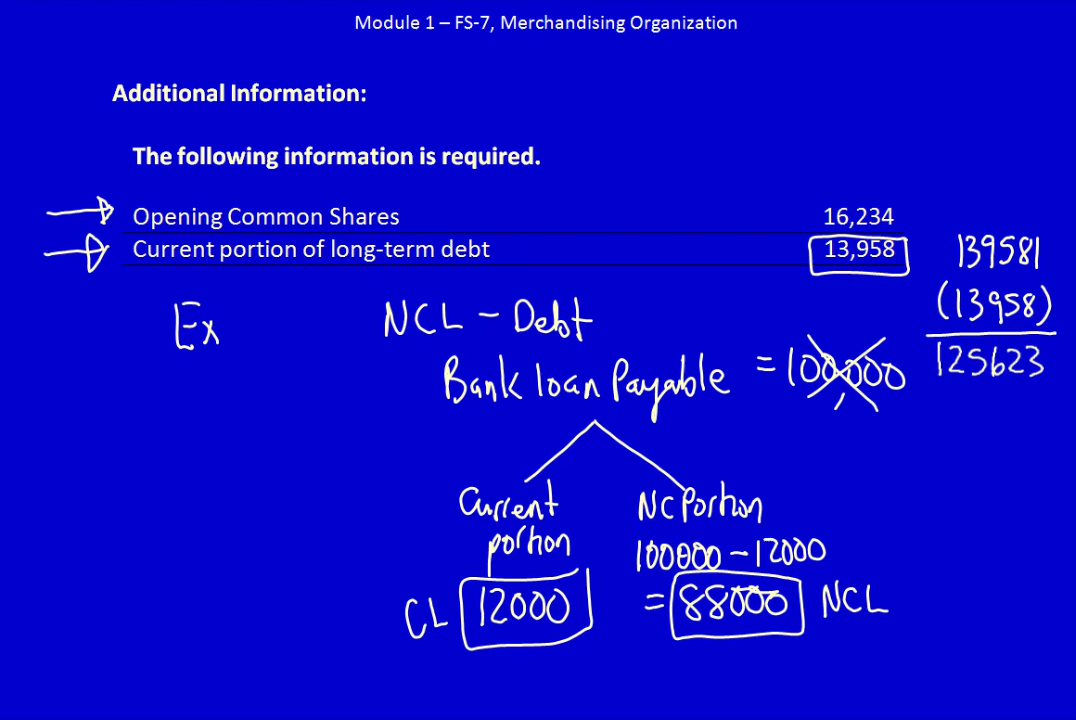 Module 1 – FS-7, Merchandising Organization
Additional Information:
The following information is required.
Opening Common Shares 16,234
Current portion of long-term debt 13,958
139581
(13958)
125623
Ex NCL - Debt
Bank loan Payable = 100,000
Current portion
NC Portion
100000 - 12000
CL 12000
= 88000 NCL